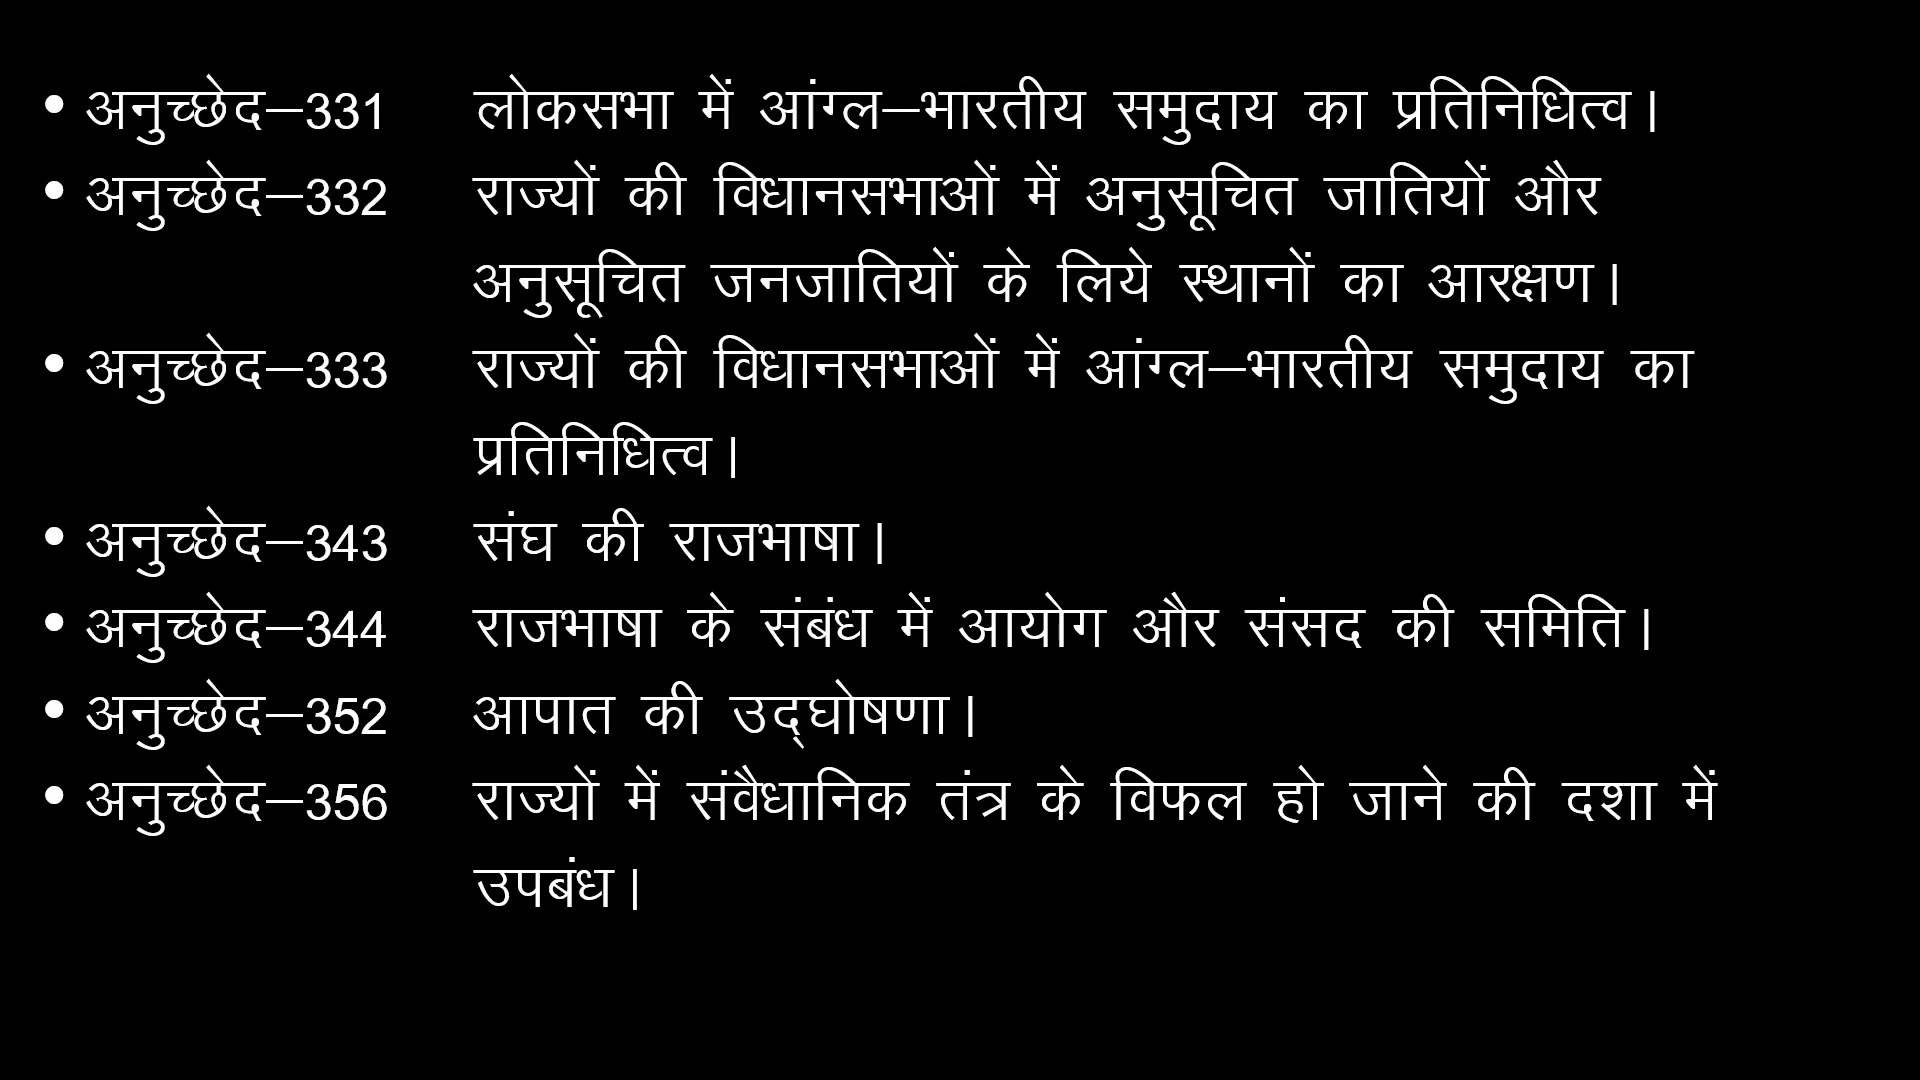 • अनुच्छेद–331 लोकसभा में आंग्ल–भारतीय समुदाय का प्रतिनिधित्व।
• अनुच्छेद–332 राज्यों की विधानसभाओं में अनुसूचित जातियों और
अनुसूचित जनजातियों के लिये स्थानों का आरक्षण।
• अनुच्छेद–333 राज्यों की विधानसभाओं में आंग्ल–भारतीय समुदाय का
प्रतिनिधित्व।
• अनुच्छेद–343 संघ की राजभाषा।
• अनुच्छेद–344 राजभाषा के संबंध में आयोग और संसद की समिति।
• अनुच्छेद–352 आपात की उद्‌घोषणा।
• अनुच्छेद–356 राज्यों में संवैधानिक तंत्र के विफल हो जाने की दशा में
उपबंध।